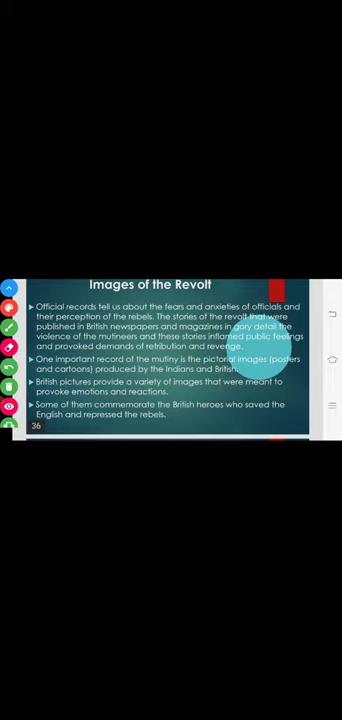 Images of the Revolt
▶ Official records tell us about the fears and anxieties of officials and
their perception of the rebels. The stories of the revolt that were
published in British newspapers and magazines in gory detail the
violence of the mutineers and these stories inflamed public feelings
and provoked demands of retribution and revenge.
▶ One important record of the mutiny is the pictorial images (posters
and cartoons) produced by the Indians and British.
▶ British pictures provide a variety of images that were meant to
provoke emotions and reactions.
▶ Some of them commemorate the British heroes who saved the
English and repressed the rebels.
36